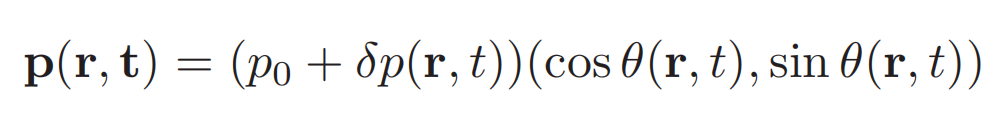 p(r, t) = (p₀ + δp(r, t))(cos θ(r, t), sin θ(r, t))